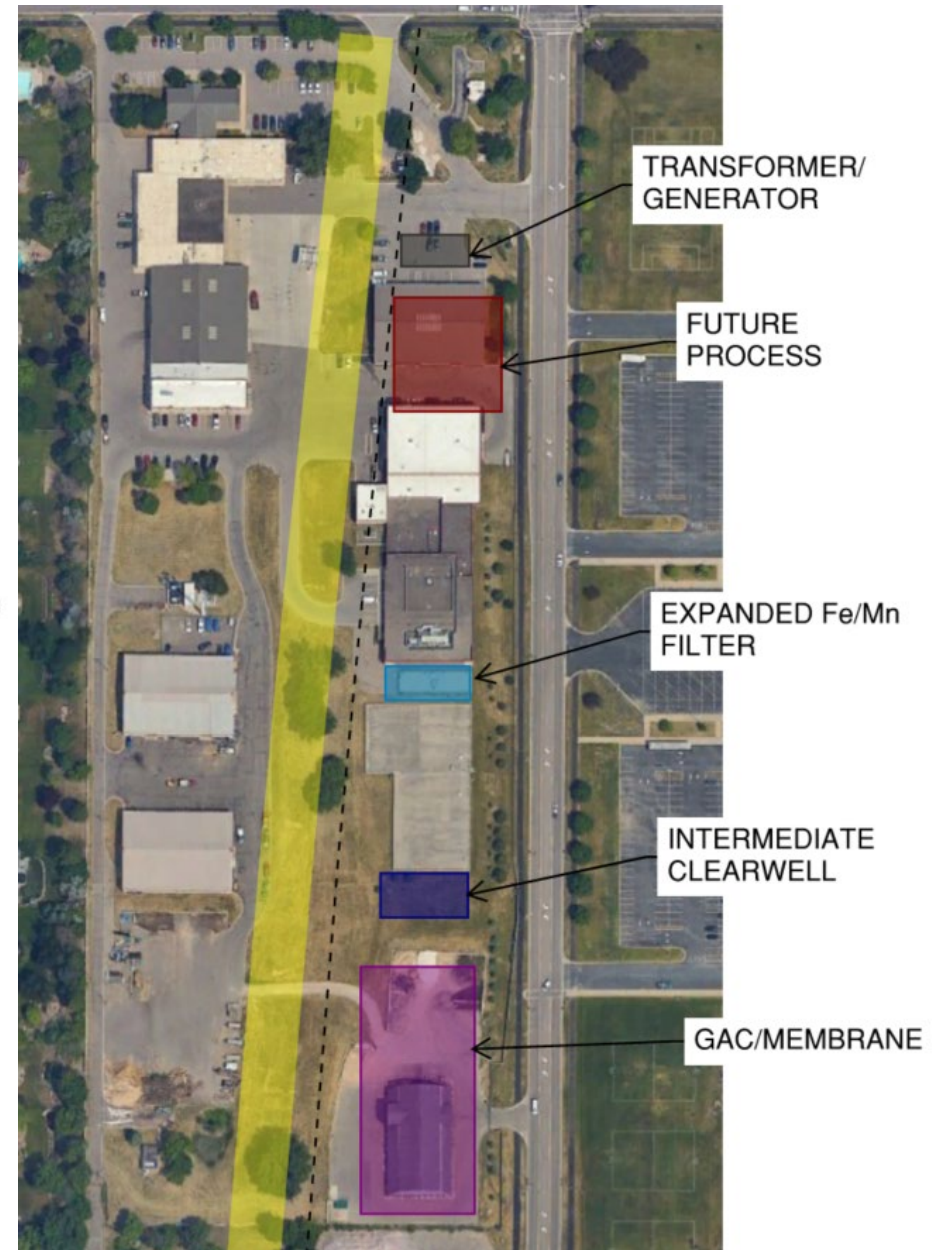 TRANSFORMER/
GENERATOR
FUTURE
PROCESS
EXPANDED Fe/Mn
FILTER
INTERMEDIATE
CLEARWELL
GAC/MEMBRANE